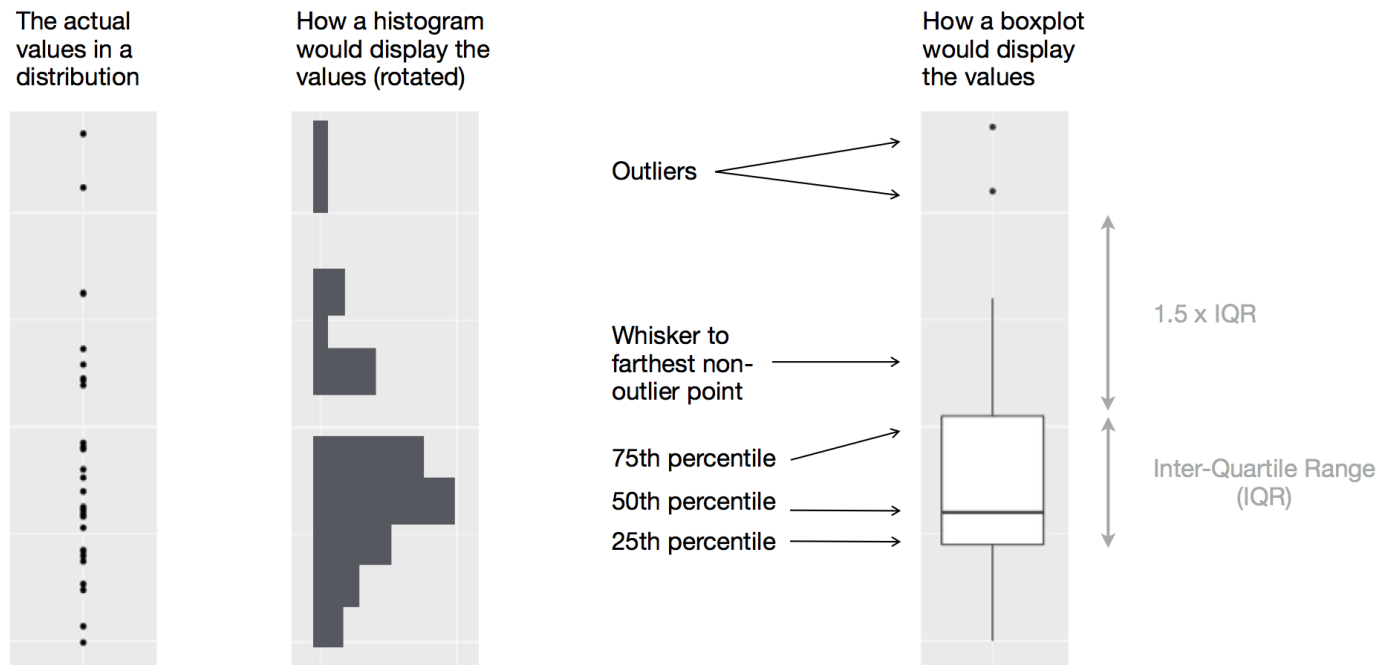 The actual
values in a
distribution
How a histogram
would display the
values (rotated)
How a boxplot
would display
the values
Outliers
1.5 x IQR
Whisker to
farthest non-
outlier point
75th percentile
50th percentile
25th percentile
Inter-Quartile Range
(IQR)